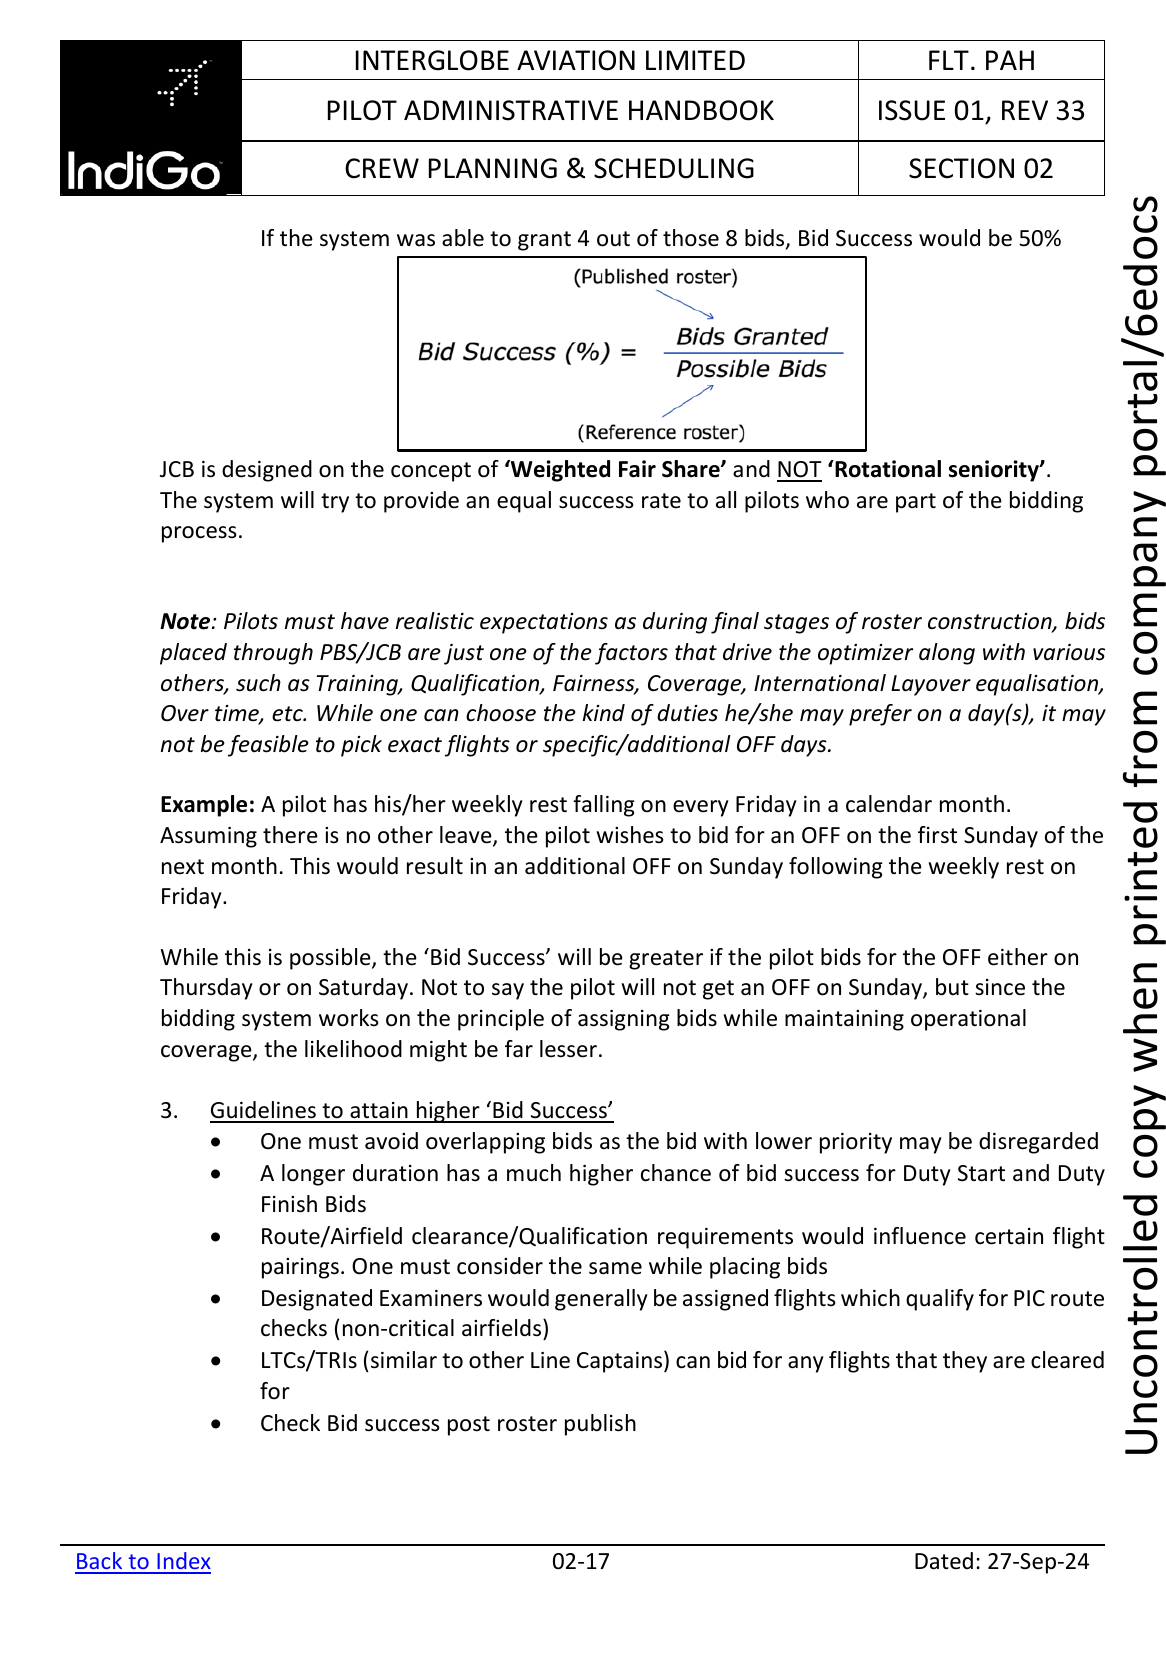 INTERGLOBE AVIATION LIMITED
FLT. PAH
PILOT ADMINISTRATIVE HANDBOOK
ISSUE 01, REV 33
IndiGo
CREW PLANNING & SCHEDULING
SECTION 02
If the system was able to grant 4 out of those 8 bids, Bid Success would be 50%
(Published roster)
Bid Success (%) =
Bids Granted
Possible Bids
(Reference roster)
JCB is designed on the concept of ‘Weighted Fair Share’ and NOT ‘Rotational seniority’.
The system will try to provide an equal success rate to all pilots who are part of the bidding
process.
Note: Pilots must have realistic expectations as during final stages of roster construction, bids
placed through PBS/JCB are just one of the factors that drive the optimizer along with various
others, such as Training, Qualification, Fairness, Coverage, International Layover equalisation,
Over time, etc. While one can choose the kind of duties he/she may prefer on a day(s), it may
not be feasible to pick exact flights or specific/additional OFF days.
Example: A pilot has his/her weekly rest falling on every Friday in a calendar month.
Assuming there is no other leave, the pilot wishes to bid for an OFF on the first Sunday of the
next month. This would result in an additional OFF on Sunday following the weekly rest on
Friday.
While this is possible, the ‘Bid Success’ will be greater if the pilot bids for the OFF either on
Thursday or on Saturday. Not to say the pilot will not get an OFF on Sunday, but since the
bidding system works on the principle of assigning bids while maintaining operational
coverage, the likelihood might be far lesser.
3. Guidelines to attain higher ‘Bid Success’
• One must avoid overlapping bids as the bid with lower priority may be disregarded
• A longer duration has a much higher chance of bid success for Duty Start and Duty
Finish Bids
• Route/Airfield clearance/Qualification requirements would influence certain flight
pairings. One must consider the same while placing bids
• Designated Examiners would generally be assigned flights which qualify for PIC route
checks (non-critical airfields)
• LTCs/TRIs (similar to other Line Captains) can bid for any flights that they are cleared
for
• Check Bid success post roster publish
Back to Index
02-17
Dated: 27-Sep-24
Uncontrolled copy when printed from company portal/6edocs